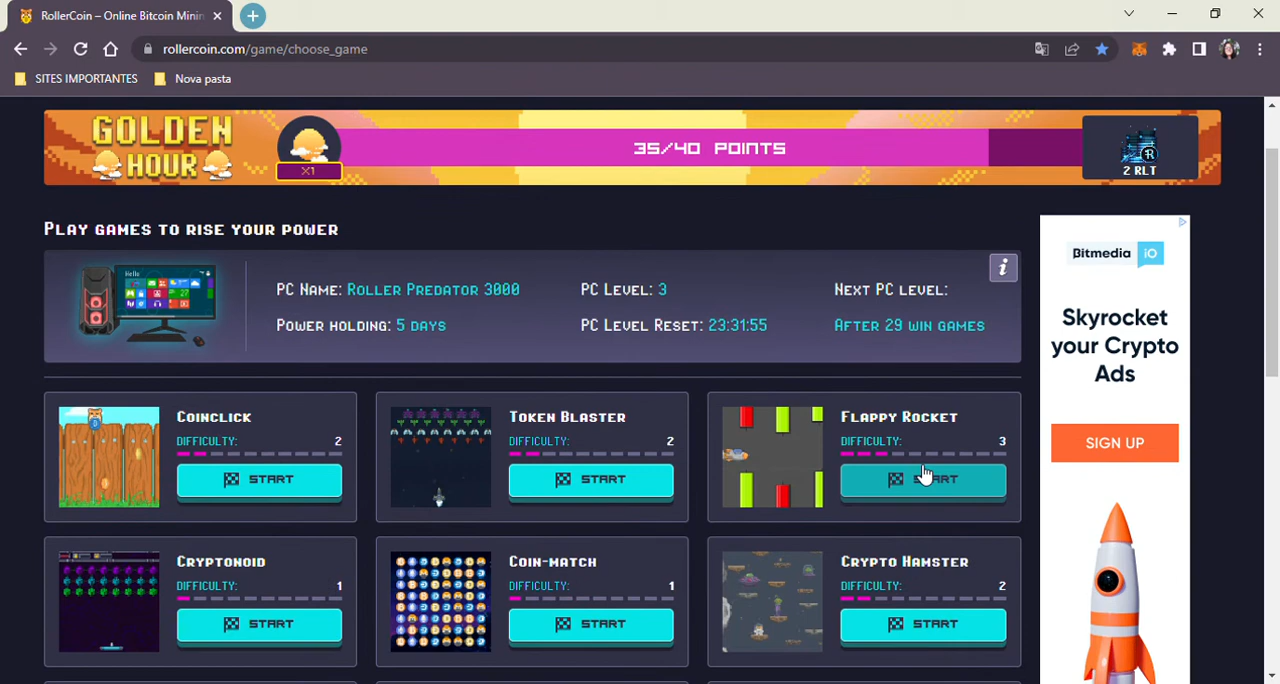 RollerCoin – Online Bitcoin Minin
rollercoin.com/game/choose_game
SITES IMPORTANTES
Nova pasta
GOLDEN HOUR
X1
35/40 POINTS
2 RLT
PLAY GAMES TO RISE YOUR POWER
Hello
PC NAME: ROLLER PREDATOR 3000
PC LEVEL: 3
NEXT PC LEVEL:
i
POWER HOLDING: 5 DAYS
PC LEVEL RESET: 23:31:55
AFTER 29 WIN GAMES
COINCLICK
DIFFICULTY: 2
START
TOKEN BLASTER
DIFFICULTY: 2
START
FLAPPY ROCKET
DIFFICULTY: 3
START
CRYPTONOID
DIFFICULTY: 1
START
COIN-MATCH
DIFFICULTY: 1
START
CRYPTO HAMSTER
DIFFICULTY: 2
START
Bitmedia IO
Skyrocket
your Crypto
Ads
SIGN UP